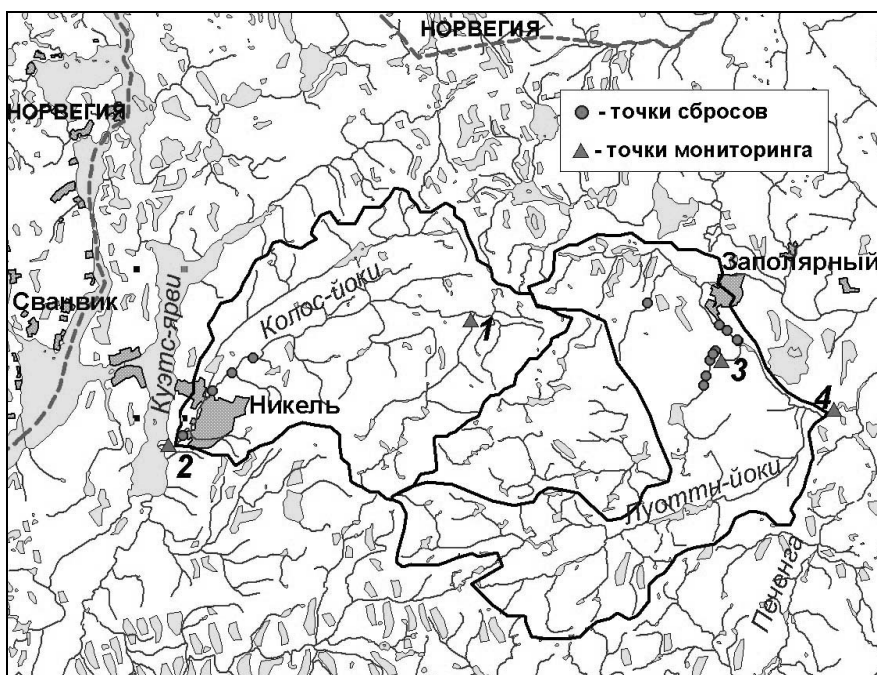 НОРВЕГИЯ
НОРВЕГИЯ
- точки сбросов
- точки мониторинга
Заполярный
Сванвик
Куэтс-ярви
Колос-йоки
1
3
Никель
4
2
Луоттн-йоки
Печенга